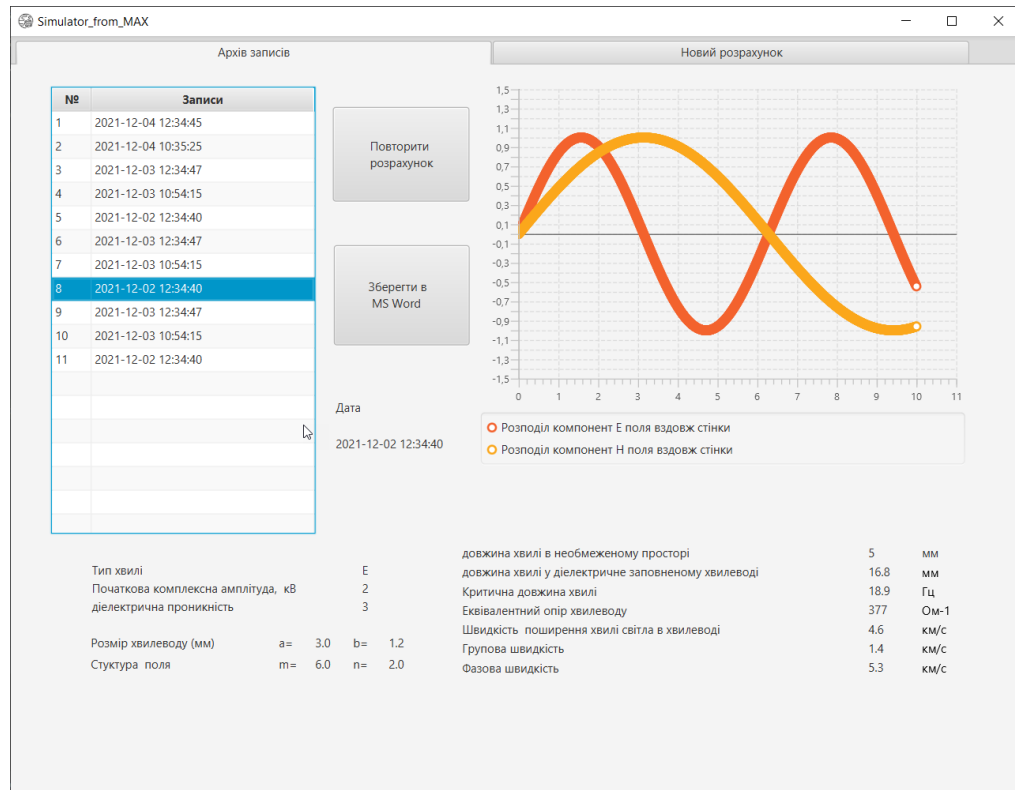 Simulator_from_MAX
Архів записів
Новий розрахунок
№ Записи
1 2021-12-04 12:34:45
2 2021-12-04 10:35:25
3 2021-12-03 12:34:47
4 2021-12-03 10:54:15
5 2021-12-02 12:34:40
6 2021-12-03 12:34:47
7 2021-12-03 10:54:15
8 2021-12-02 12:34:40
9 2021-12-03 12:34:47
10 2021-12-03 10:54:15
11 2021-12-02 12:34:40
Повторити
розрахунок
Зберегти в
MS Word
Дата
2021-12-02 12:34:40
1,5
1,3
1,1
0,9
0,7
0,5
0,3
0,1
-0,1
-0,3
-0,5
-0,7
-0,9
-1,1
-1,3
-1,5
0 1 2 3 4 5 6 7 8 9 10 11
Розподіл компонент E поля вздовж стінки
Розподіл компонент H поля вздовж стінки
Тип хвилі E
Початкова комплексна амплітуда, кВ 2
діелектрична проникність 3
Розмір хвилеводу (мм) a= 3.0 b= 1.2
Стуктура поля m= 6.0 n= 2.0
довжина хвилі в необмеженому просторі 5 мм
довжина хвилі у діелектричне заповненому хвилеводі 16.8 мм
Критична довжина хвилі 18.9 Гц
Еквівалентний опір хвилеводу 377 Ом-1
Швидкість поширення хвилі світла в хвилеводі 4.6 км/с
Групова швидкість 1.4 км/с
Фазова швидкість 5.3 км/с